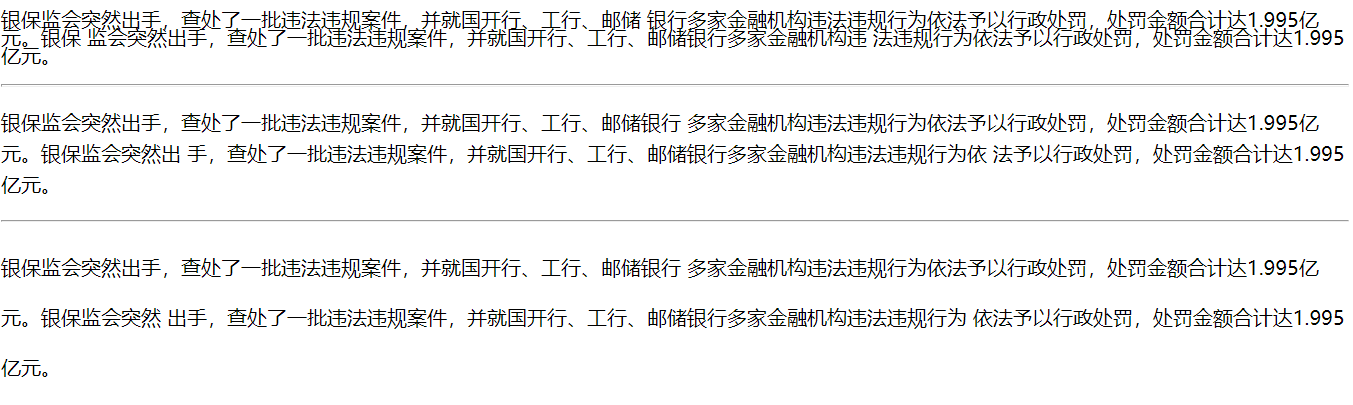 银保监会突然出手，查处了一批违法违规案件，并就国开行、工行、邮储 银行多家金融机构违法违规行为依法予以行政处罚，处罚金额合计达1.995亿
元。银保 监会突然出手，查处了一批违法违规案件，并就国开行、工行、邮储银行多家金融机构违 法违规行为依法予以行政处罚，处罚金额合计达1.995
亿元。
银保监会突然出手，查处了一批违法违规案件，并就国开行、工行、邮储银行 多家金融机构违法违规行为依法予以行政处罚，处罚金额合计达1.995亿
元。银保监会突然出 手，查处了一批违法违规案件，并就国开行、工行、邮储银行多家金融机构违法违规行为依 法予以行政处罚，处罚金额合计达1.995
亿元。
银保监会突然出手，查处了一批违法违规案件，并就国开行、工行、邮储银行 多家金融机构违法违规行为依法予以行政处罚，处罚金额合计达1.995亿
元。银保监会突然 出手，查处了一批违法违规案件，并就国开行、工行、邮储银行多家金融机构违法违规行为 依法予以行政处罚，处罚金额合计达1.995
亿元。